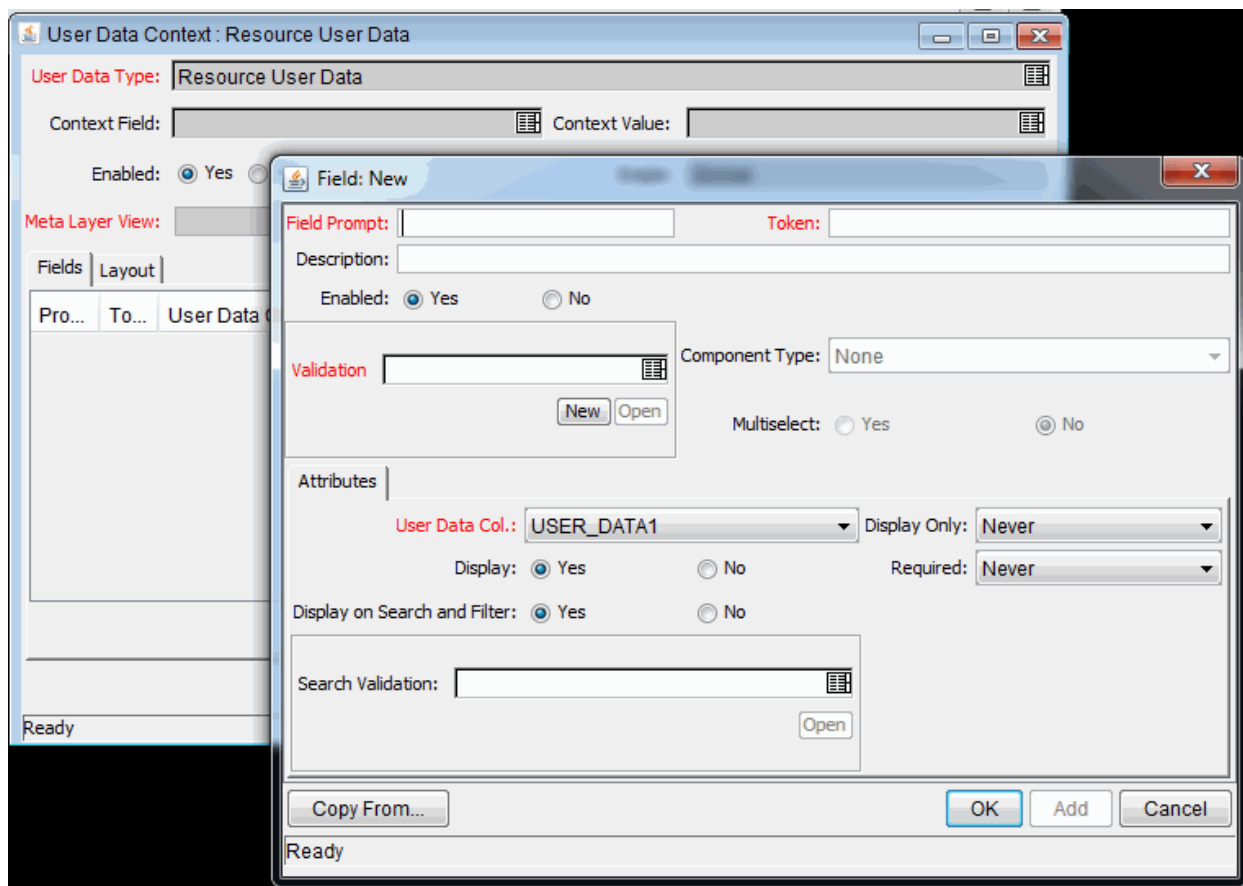 User Data Context : Resource User Data
User Data Type: Resource User Data
Context Field: Context Value:
Enabled: Yes
Meta Layer View:
Fields Layout
Pro... To... User Data
Ready
Field: New
Field Prompt: Token:
Description:
Enabled: Yes No
Validation Component Type: None
New Open
Multiselect: Yes No
Attributes
User Data Col.: USER_DATA1 Display Only: Never
Display: Yes No Required: Never
Display on Search and Filter: Yes No
Search Validation:
Open
Copy From... OK Add Cancel
Ready